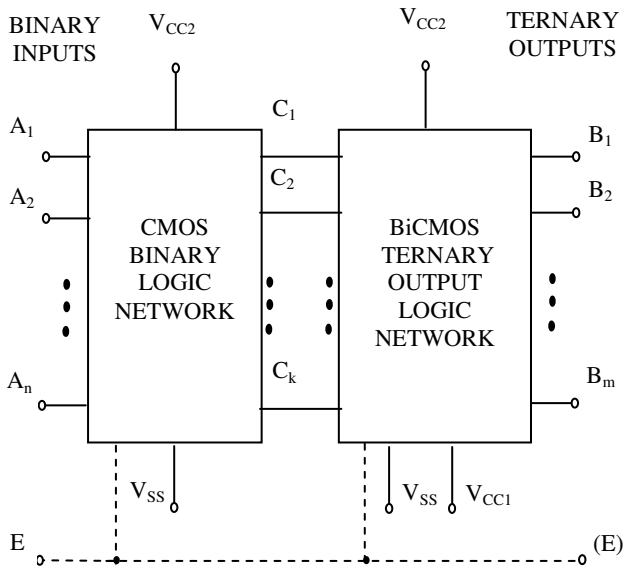 BINARY
INPUTS
V_CC2
V_CC2
TERNARY
OUTPUTS
A_1
A_2
A_n
C_1
C_2
C_k
B_1
B_2
B_m
CMOS
BINARY
LOGIC
NETWORK
BiCMOS
TERNARY
OUTPUT
LOGIC
NETWORK
V_SS
V_SS
V_CC1
E
(E)